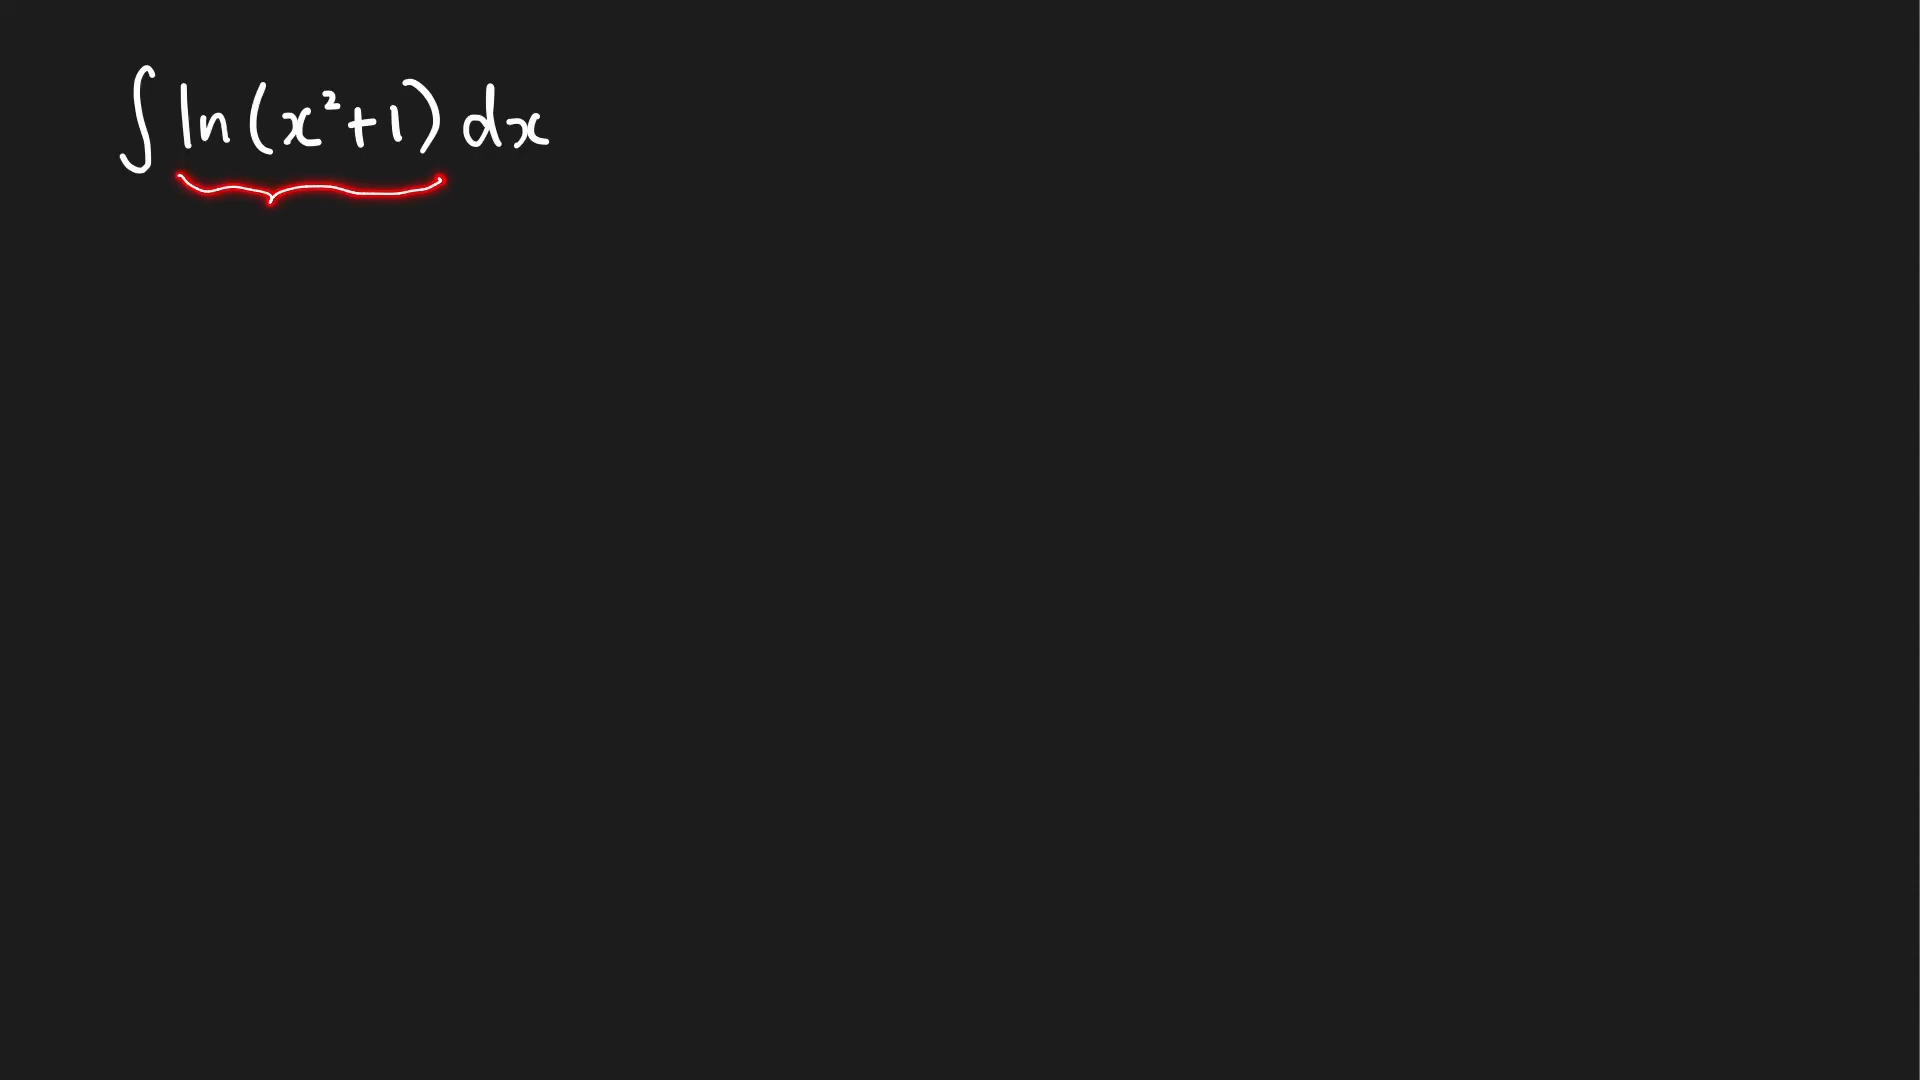 ∫ ln(x²+1) dx